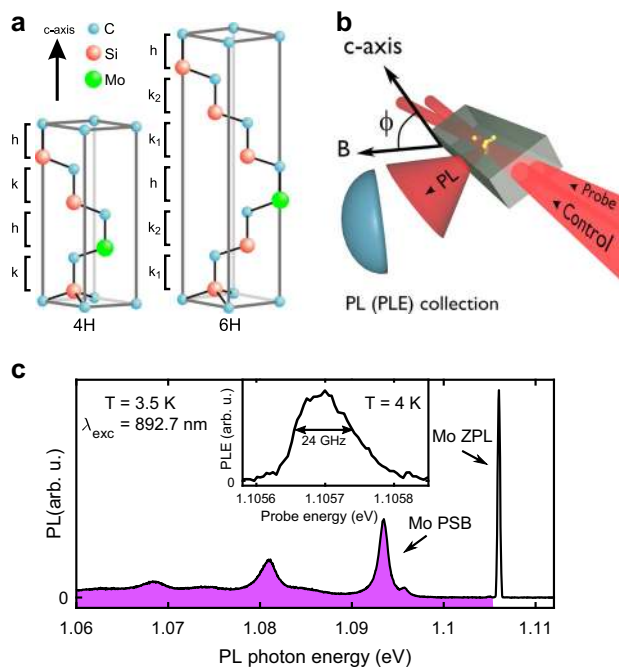 a
c-axis
C
Si
Mo
h
k
h
k
4H
h
k2
k1
h
k2
k1
6H
b
c-axis
ϕ
B
PL
Probe
Control
PL (PLE) collection
c
T = 3.5 K
λexc = 892.7 nm
PL(arb. u.)
0
PLE (arb. u.)
0
T = 4 K
24 GHz
1.1056 1.1057 1.1058
Probe energy (eV)
Mo ZPL
Mo PSB
1.06 1.07 1.08 1.09 1.10 1.11
PL photon energy (eV)